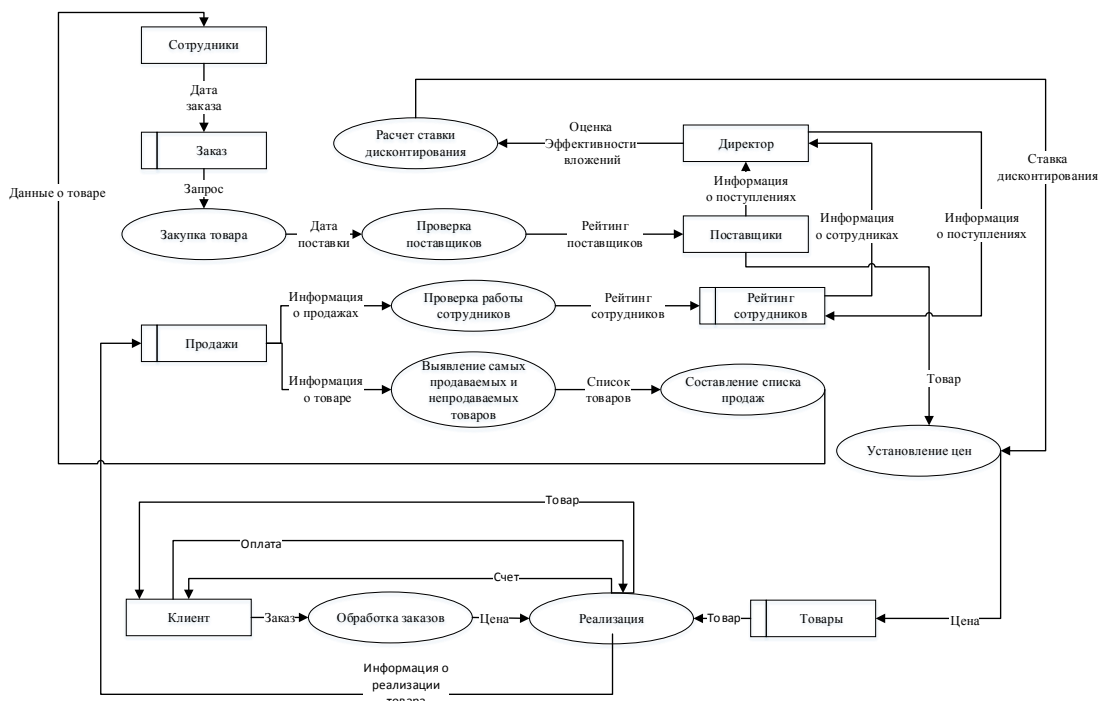 Сотрудники
Дата
заказа
Заказ
Данные о товаре
Запрос
Закупка товара
Дата
поставки
Проверка
поставщиков
Рейтинг
поставщиков
Поставщики
Расчет ставки
дисконтирования
Оценка
Эффективности
вложений
Директор
Информация
о поступлениях
Информация
о сотрудниках
Информация
о поступлениях
Ставка
дисконтирования
Информация
о продажах
Проверка работы
сотрудников
Рейтинг
сотрудников
Рейтинг
сотрудников
Продажи
Информация
о товаре
Выявление самых
продаваемых и
непродаваемых
товаров
Список
товаров
Составление списка
продаж
Товар
Установление цен
Товар
Оплата
Счет
Клиент
Заказ
Обработка заказов
Цена
Реализация
Товар
Товары
Цена
Информация о
реализации
товара